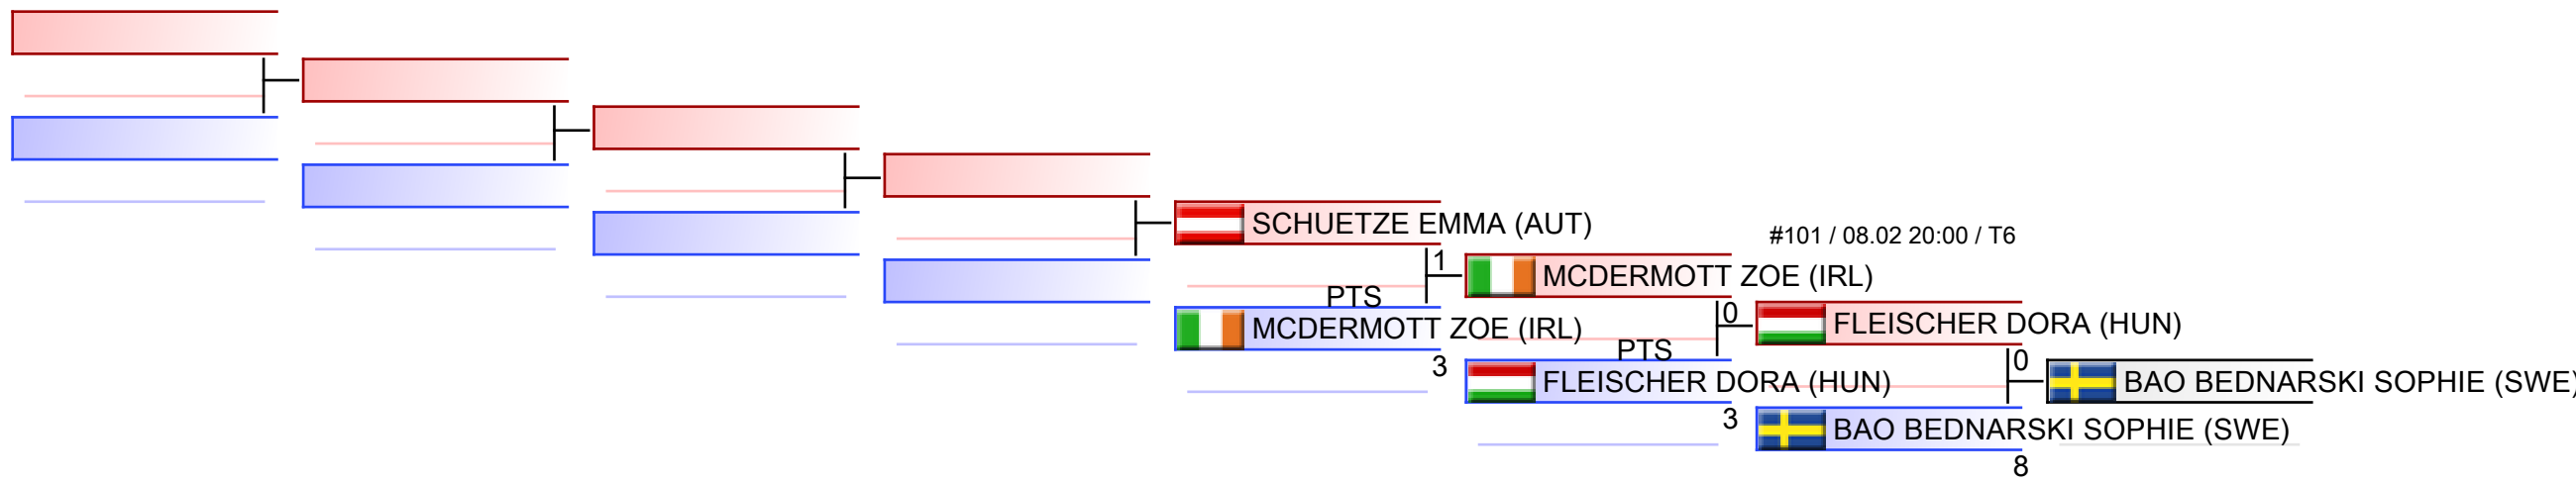 SCHUETZE EMMA (AUT)
1
PTS
MCDERMOTT ZOE (IRL)
3
#101 / 08.02 20:00 / T6
MCDERMOTT ZOE (IRL)
0
PTS
FLEISCHER DORA (HUN)
3
FLEISCHER DORA (HUN)
0
BAO BEDNARSKI SOPHIE (SWE)
8
BAO BEDNARSKI SOPHIE (SWE)